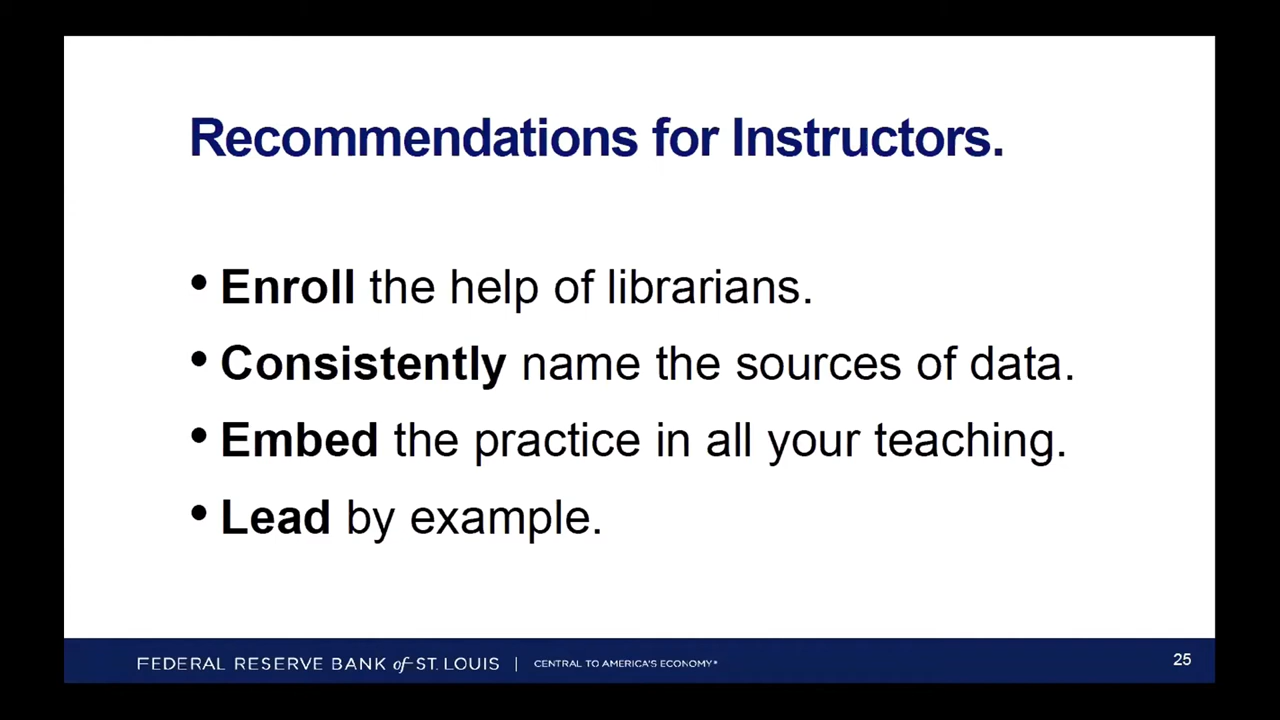 Recommendations for Instructors.
• Enroll the help of librarians.
• Consistently name the sources of data.
• Embed the practice in all your teaching.
• Lead by example.
FEDERAL RESERVE BANK of ST. LOUIS | CENTRAL TO AMERICA'S ECONOMY®
25